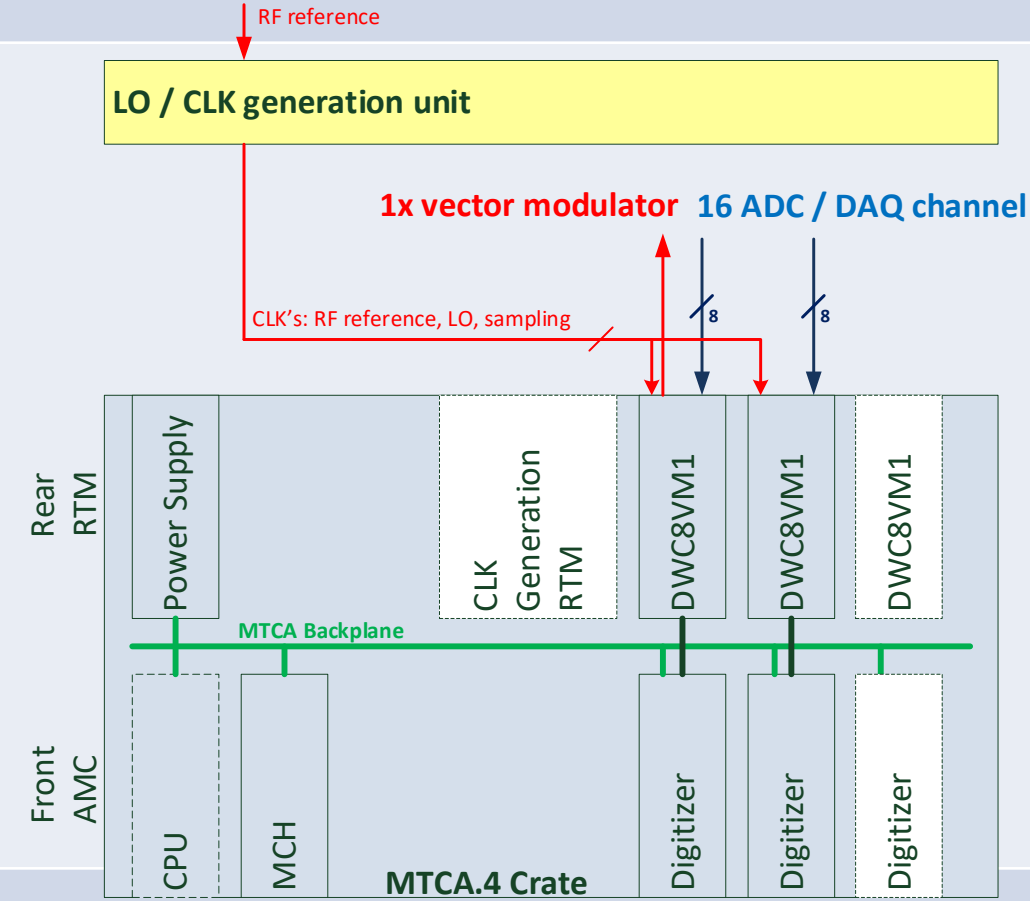 RF reference
LO / CLK generation unit
1x vector modulator
16 ADC / DAQ channel
8
8
CLK's: RF reference, LO, sampling
Rear
RTM
Power Supply
CLK
Generation
RTM
DWC8VM1
DWC8VM1
DWC8VM1
MTCA Backplane
Front
AMC
CPU
MCH
Digitizer
Digitizer
Digitizer
MTCA.4 Crate